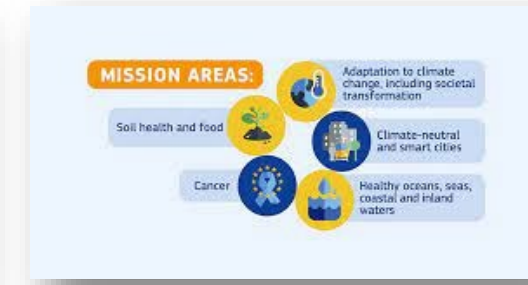 MISSION AREAS:
Adaptation to climate
change, including societal
transformation
Soil health and food
Climate-neutral
and smart cities
Cancer
Healthy oceans, seas,
coastal and inland
waters